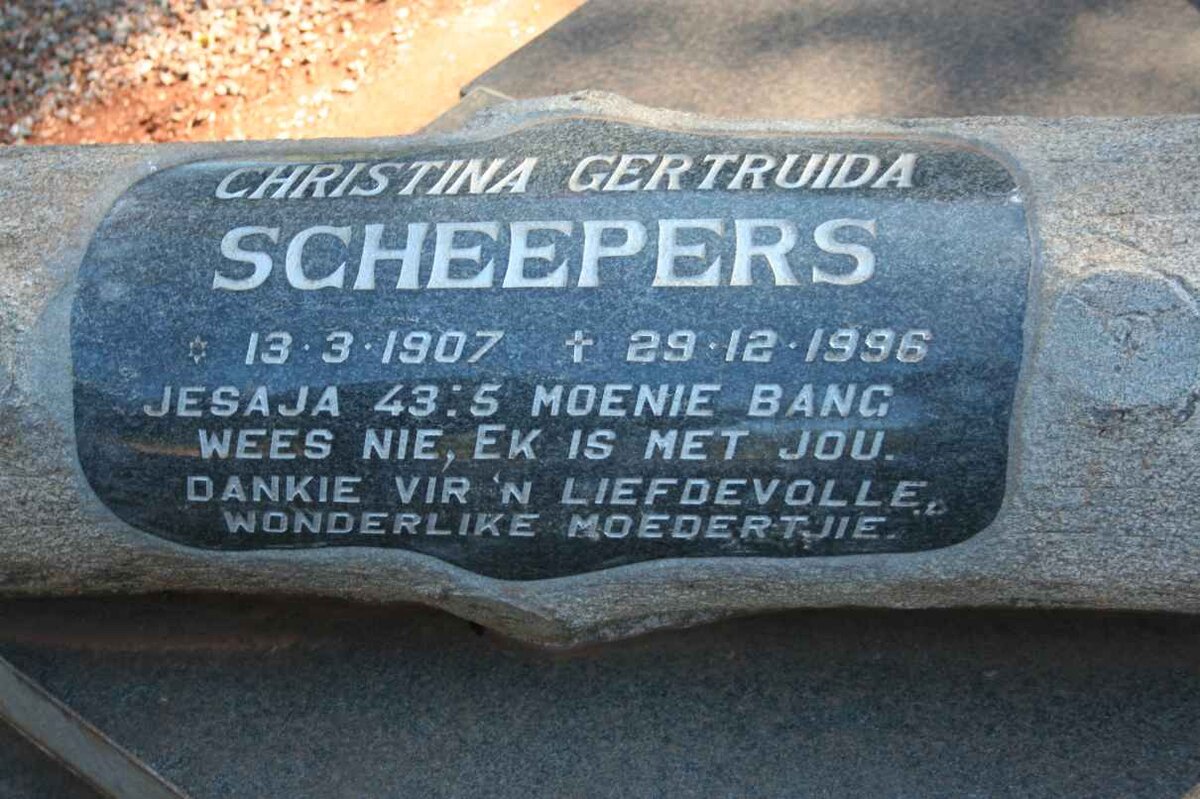 CHRISTINA GERTRUIDA
SCHEEPERS
* 13·3·1907 † 29·12·1996
JESAJA 43:5 MOENIE BANG
WEES NIE, EK IS MET JOU.
DANKIE VIR 'N LIEFDEVOLLE,
WONDERLIKE MOEDERTJIE.